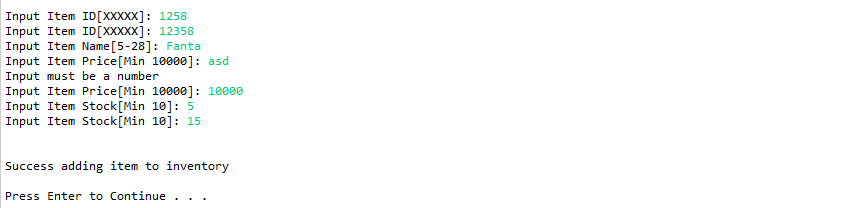 Input Item ID[XXXXX]: 1258
Input Item ID[XXXXX]: 12358
Input Item Name[5-28]: Fanta
Input Item Price[Min 10000]: asd
Input must be a number
Input Item Price[Min 10000]: 10000
Input Item Stock[Min 10]: 5
Input Item Stock[Min 10]: 15
Success adding item to inventory
Press Enter to Continue . . .